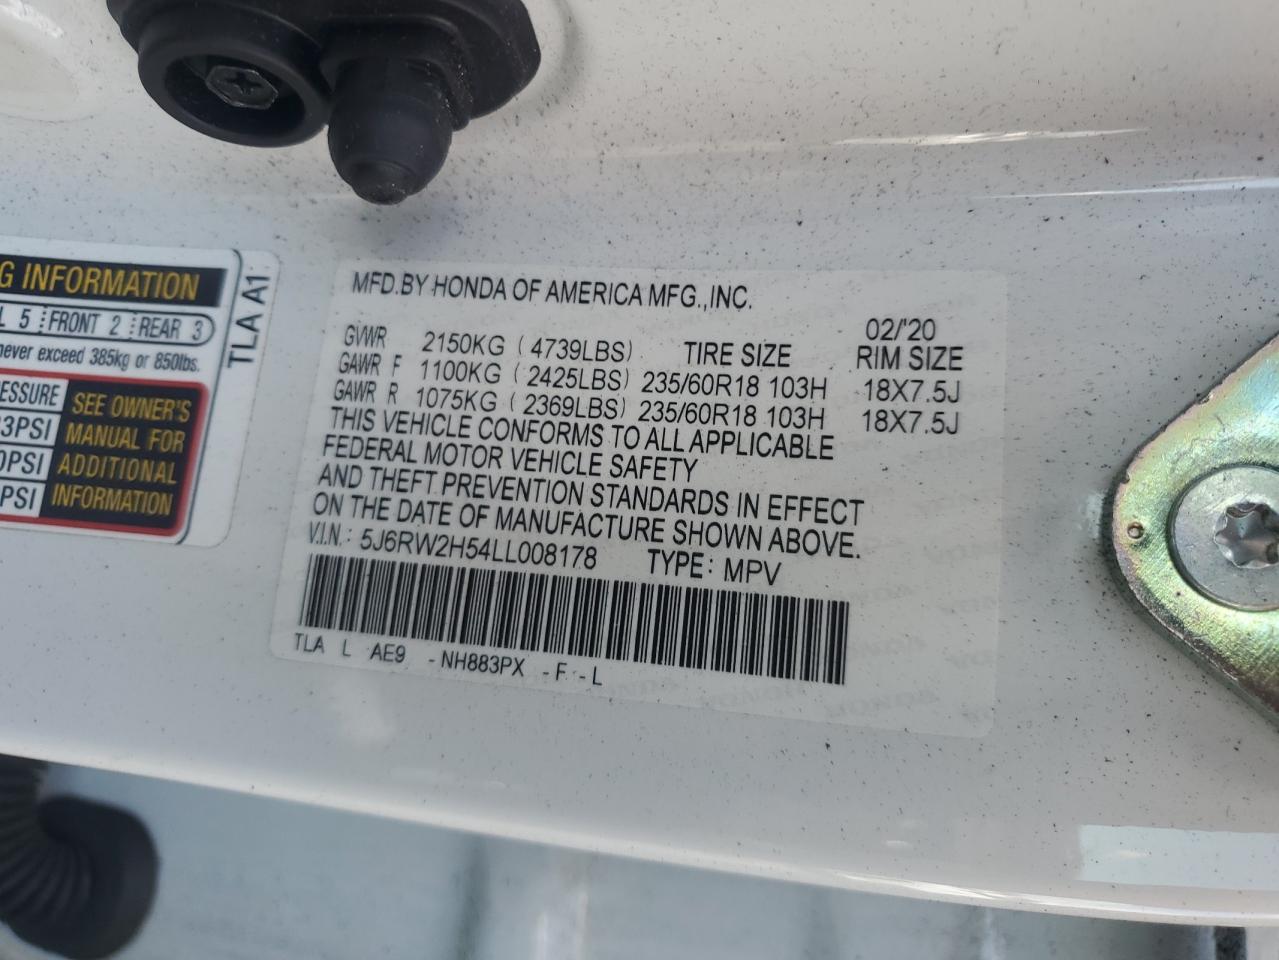 G INFORMATION
L 5 FRONT 2 REAR 3
never exceed 385kg or 850lbs.
PRESSURE
3PSI
0PSI
PSI
SEE OWNER'S
MANUAL FOR
ADDITIONAL
INFORMATION
TLA A1
MFD.BY HONDA OF AMERICA MFG.,INC.
02/'20
GVWR 2150KG (4739LBS) TIRE SIZE RIM SIZE
GAWR F 1100KG (2425LBS) 235/60R18 103H 18X7.5J
GAWR R 1075KG (2369LBS) 235/60R18 103H 18X7.5J
THIS VEHICLE CONFORMS TO ALL APPLICABLE
FEDERAL MOTOR VEHICLE SAFETY
AND THEFT PREVENTION STANDARDS IN EFFECT
ON THE DATE OF MANUFACTURE SHOWN ABOVE.
V.I.N.: 5J6RW2H54LL008178 TYPE: MPV
TLA L AE9 -NH883PX -F -L